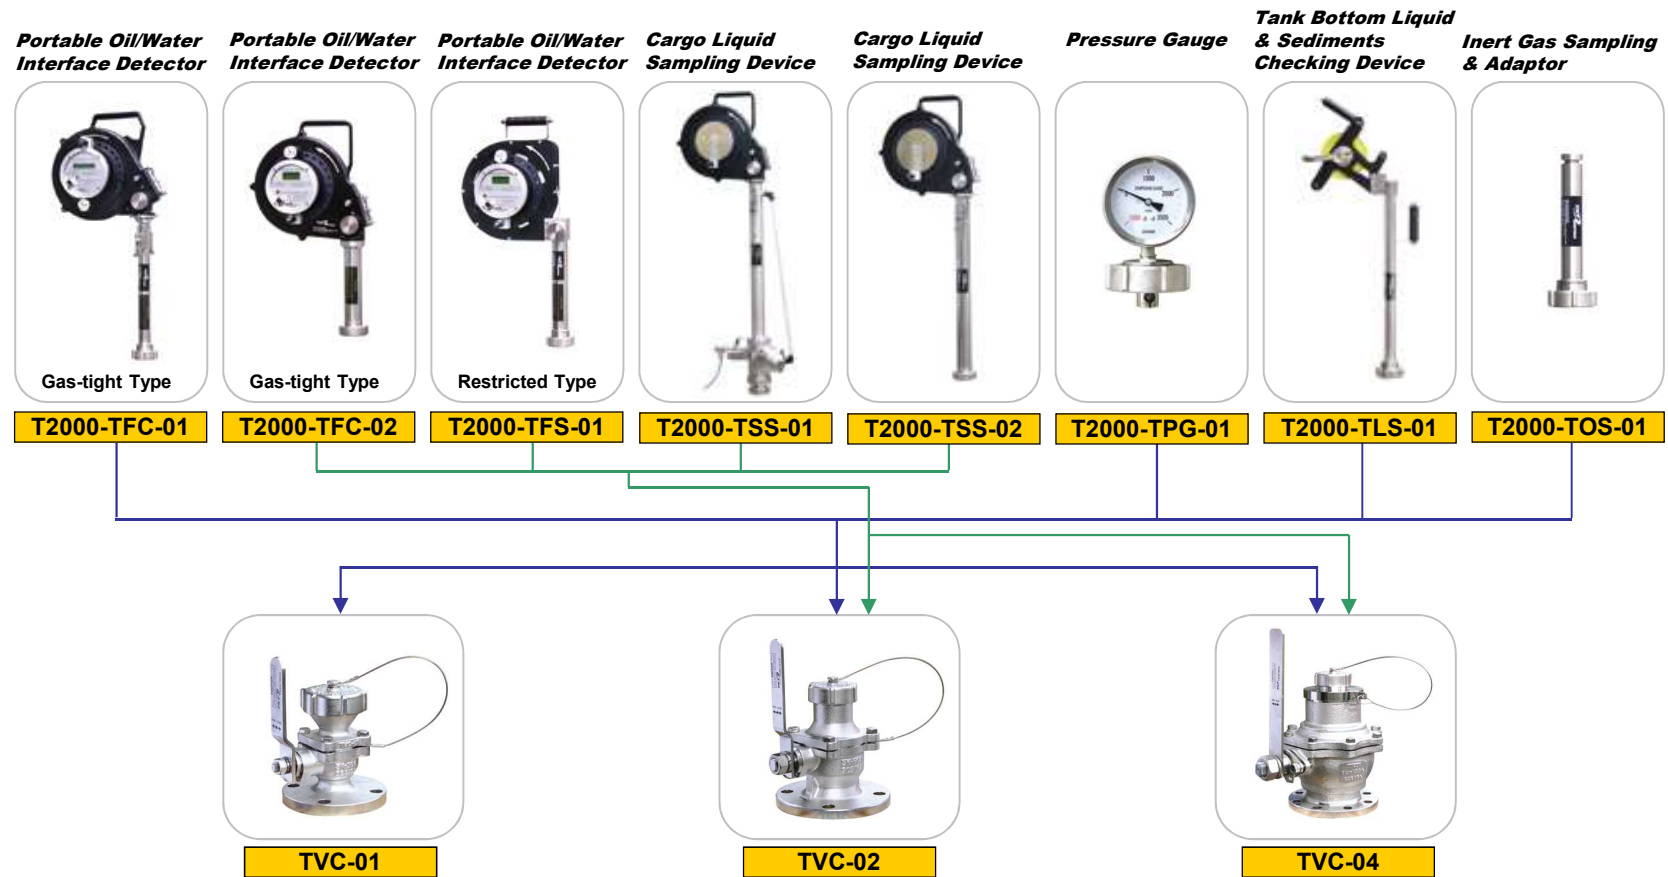 Portable Oil/Water
Interface Detector
Portable Oil/Water
Interface Detector
Portable Oil/Water
Interface Detector
Cargo Liquid
Sampling Device
Cargo Liquid
Sampling Device
Pressure Gauge
Tank Bottom Liquid
& Sediments
Checking Device
Inert Gas Sampling
& Adaptor
Gas-tight Type
Gas-tight Type
Restricted Type
T2000-TFC-01
T2000-TFC-02
T2000-TFS-01
T2000-TSS-01
T2000-TSS-02
T2000-TPG-01
T2000-TLS-01
T2000-TOS-01
TVC-01
TVC-02
TVC-04